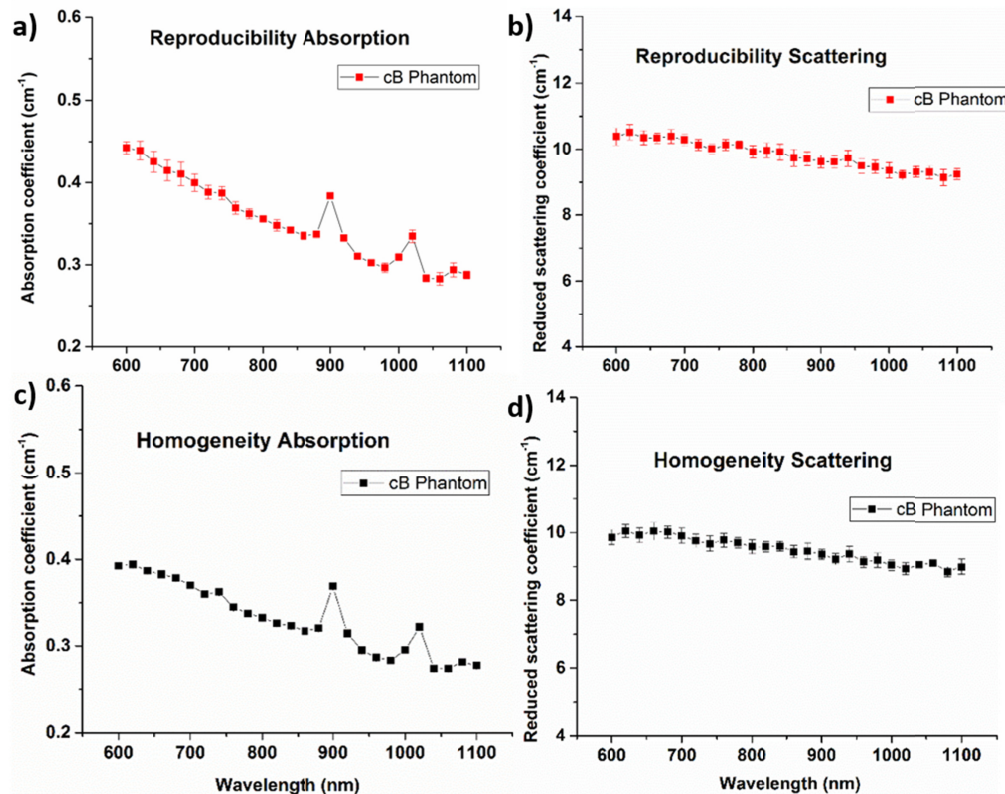 a)
Reproducibility Absorption
cB Phantom
Absorption coefficient (cm⁻¹)
0.6
0.5
0.4
0.3
0.2
600 700 800 900 1000 1100
b)
Reproducibility Scattering
cB Phantom
Reduced scattering coefficient (cm⁻¹)
14
12
10
8
6
4
600 700 800 900 1000 1100
c)
Homogeneity Absorption
cB Phantom
Absorption coefficient (cm⁻¹)
0.6
0.5
0.4
0.3
0.2
600 700 800 900 1000 1100
Wavelength (nm)
d)
Homogeneity Scattering
cB Phantom
Reduced scattering coefficient (cm⁻¹)
14
12
10
8
6
4
600 700 800 900 1000 1100
Wavelength (nm)